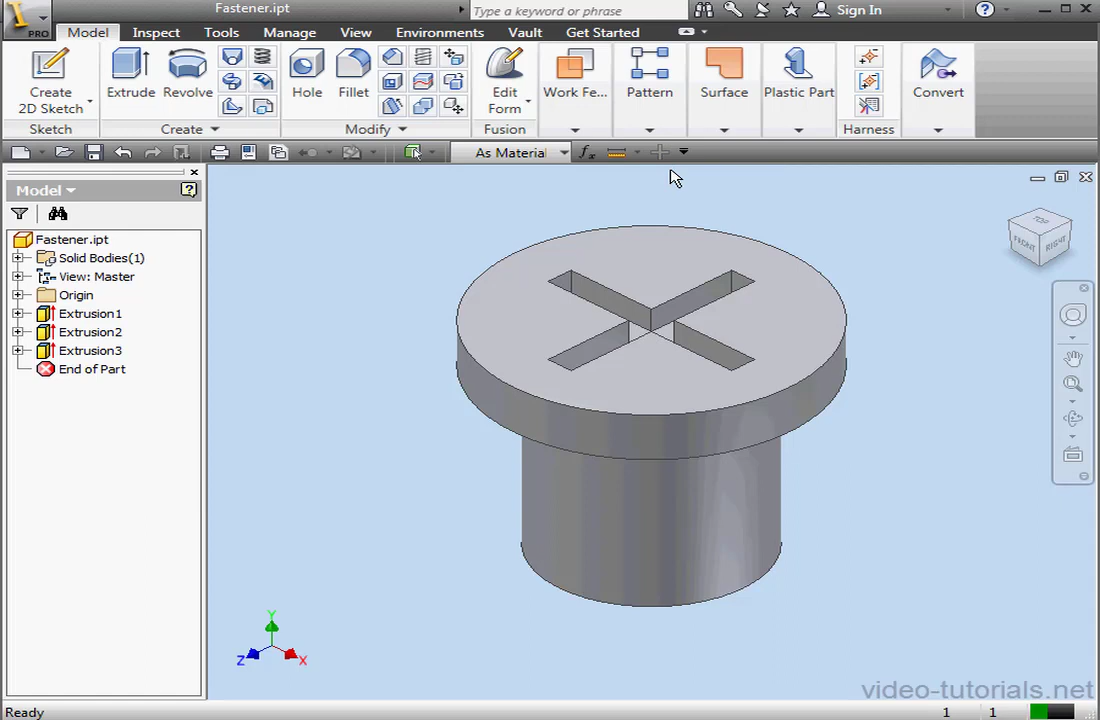 Fastener.ipt
Type a keyword or phrase
Sign In
PRO
Model
Inspect
Tools
Manage
View
Environments
Vault
Get Started
Create
2D Sketch
Extrude
Revolve
Hole
Fillet
Edit
Form
Work Fe...
Pattern
Surface
Plastic Part
Convert
Sketch
Create
Modify
Fusion
Harness
As Material
fx
Model
Fastener.ipt
Solid Bodies(1)
View: Master
Origin
Extrusion1
Extrusion2
Extrusion3
End of Part
TOP
FRONT
RIGHT
Y
Z
X
video-tutorials.net
Ready
1
1